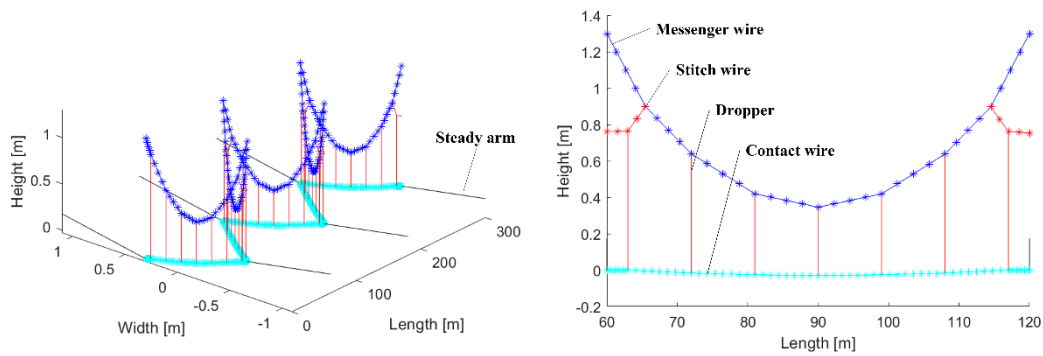 Steady arm
Height [m]
1
0.5
0
1
0.5
0
-0.5
-1
Width [m]
0
100
200
300
Length [m]
Messenger wire
Stitch wire
Dropper
Contact wire
Height [m]
1.4
1.2
1
0.8
0.6
0.4
0.2
0
-0.2
60
70
80
90
100
110
120
Length [m]